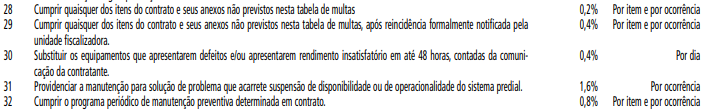 28 Cumprir quaisquer dos itens do contrato e seus anexos não previstos nesta tabela de multas 0,2% Por item e por ocorrência
29 Cumprir quaisquer dos itens do contrato e seus anexos não previstos nesta tabela de multas, após reincidência formalmente notificada pela 0,4% Por item e por ocorrência
unidade fiscalizadora.
30 Substituir os equipamentos que apresentarem defeitos e/ou apresentarem rendimento insatisfatório em até 48 horas, contadas da comuni- 0,4% Por dia
cação da contratante.
31 Providenciar a manutenção para solução de problema que acarrete suspensão de disponibilidade ou de operacionalidade do sistema predial. 1,6% Por ocorrência
32 Cumprir o programa periódico de manutenção preventiva determinada em contrato. 0,8% Por item e por ocorrência